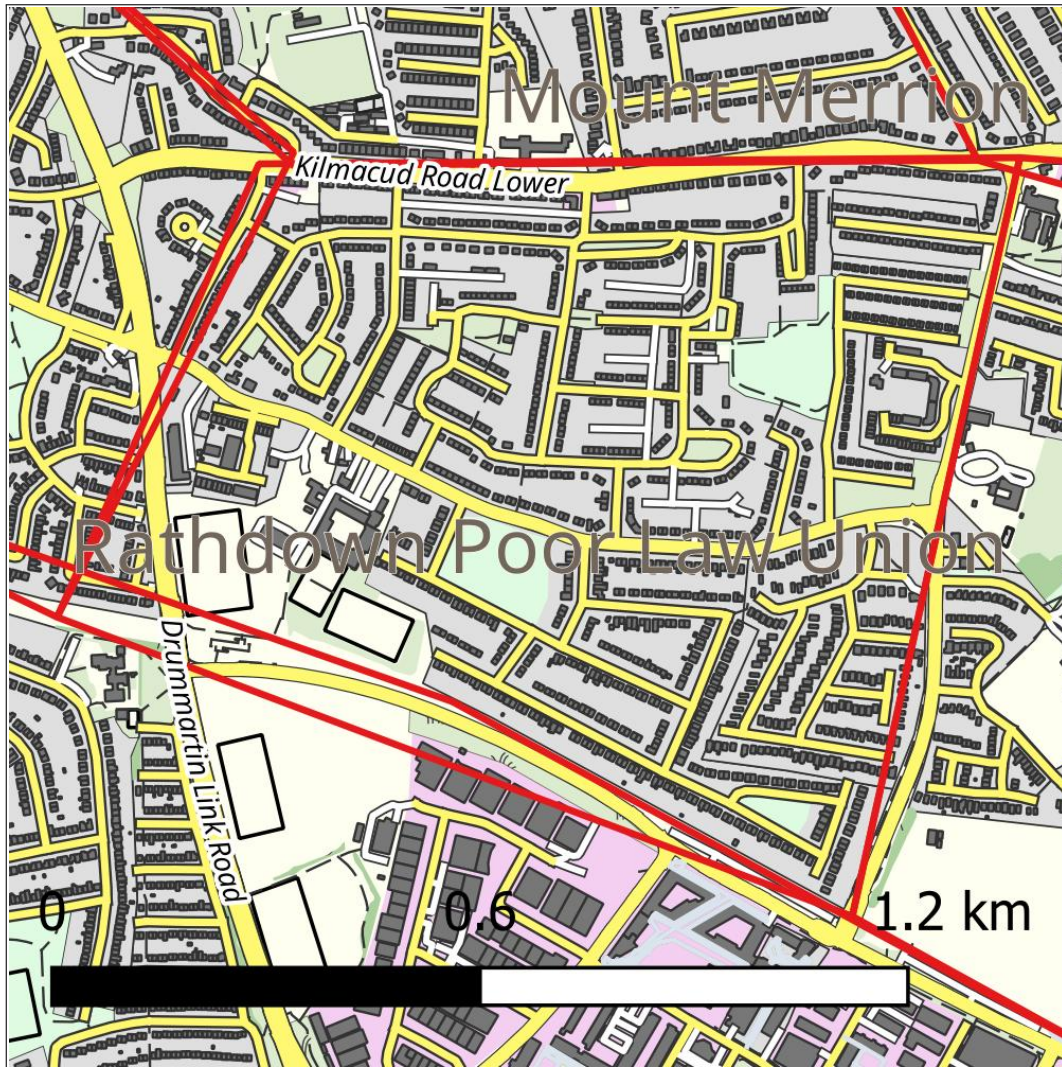 Mount Merrion
Kilmacud Road Lower
Rathdown Poor Law Union
Drummartin Link Road
0 0.6 1.2 km